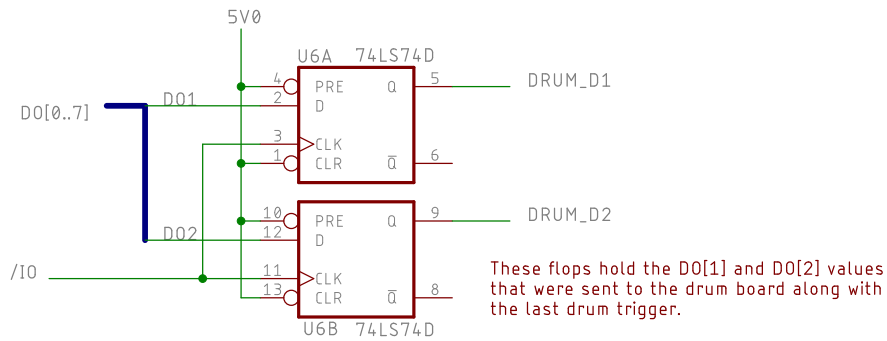 5V0
U6A 74LS74D
4 PRE Q 5 DRUM_D1
DO[0..7] DO1 2 D
3 CLK
1 CLR Q 6
10 PRE Q 9 DRUM_D2
DO2 12 D
/IO 11 CLK
13 CLR Q 8
U6B 74LS74D
These flops hold the DO[1] and DO[2] values
that were sent to the drum board along with
the last drum trigger.